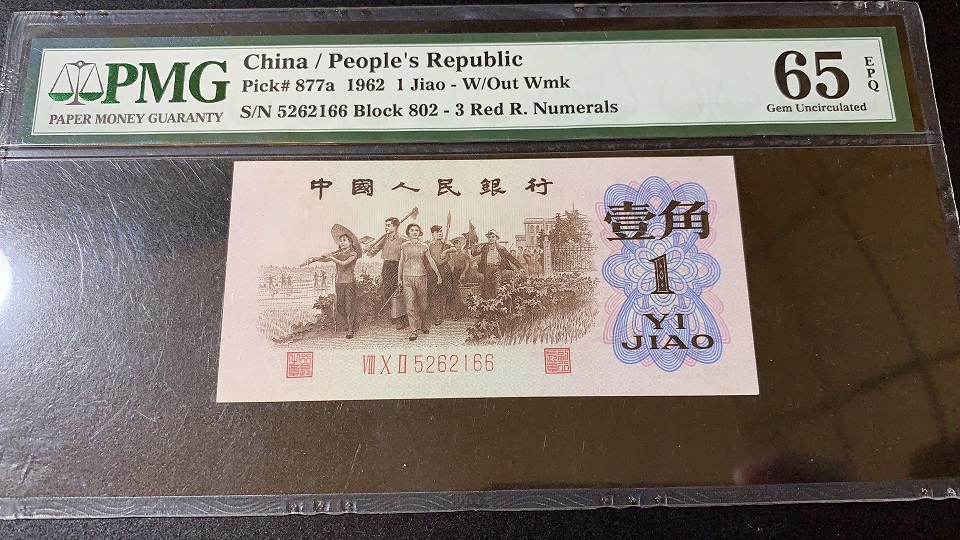 PMG
PAPER MONEY GUARANTY
China / People's Republic
Pick# 877a 1962 1 Jiao - W/Out Wmk
S/N 5262166 Block 802 - 3 Red R. Numerals
65 EPQ
Gem Uncirculated
中國人民銀行
壹角
1
YI
JIAO
VIII X II 5262166